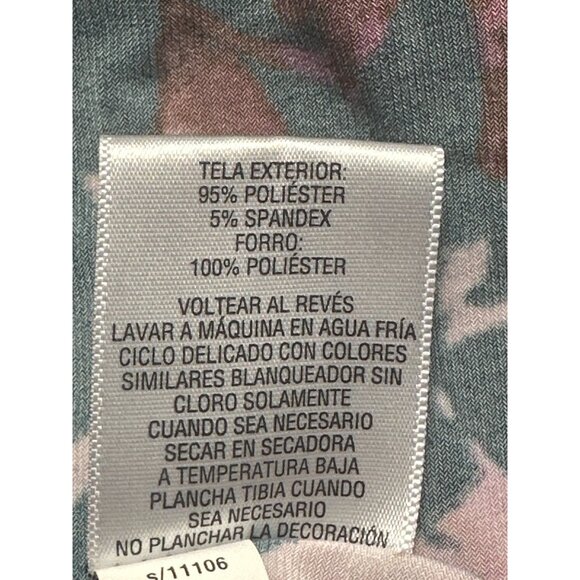 TELA EXTERIOR:
95% POLIÉSTER
5% SPANDEX
FORRO:
100% POLIÉSTER
VOLTEAR AL REVÉS
LAVAR A MÁQUINA EN AGUA FRÍA
CICLO DELICADO CON COLORES
SIMILARES BLANQUEADOR SIN
CLORO SOLAMENTE
CUANDO SEA NECESARIO
SECAR EN SECADORA
A TEMPERATURA BAJA
PLANCHA TIBIA CUANDO
SEA NECESARIO
NO PLANCHAR LA DECORACIÓN
S/11106